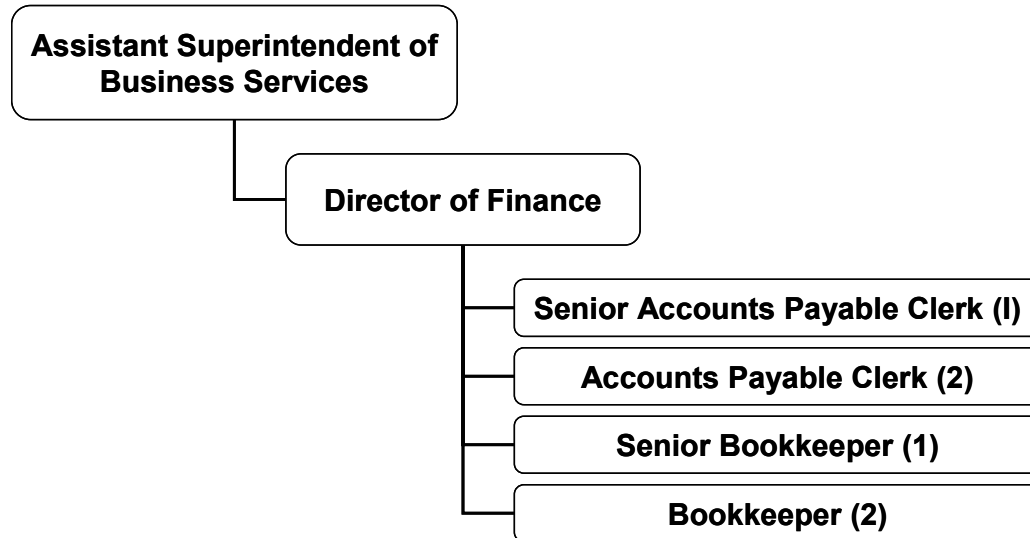 Assistant Superintendent of
Business Services
Director of Finance
Senior Accounts Payable Clerk (I)
Accounts Payable Clerk (2)
Senior Bookkeeper (1)
Bookkeeper (2)